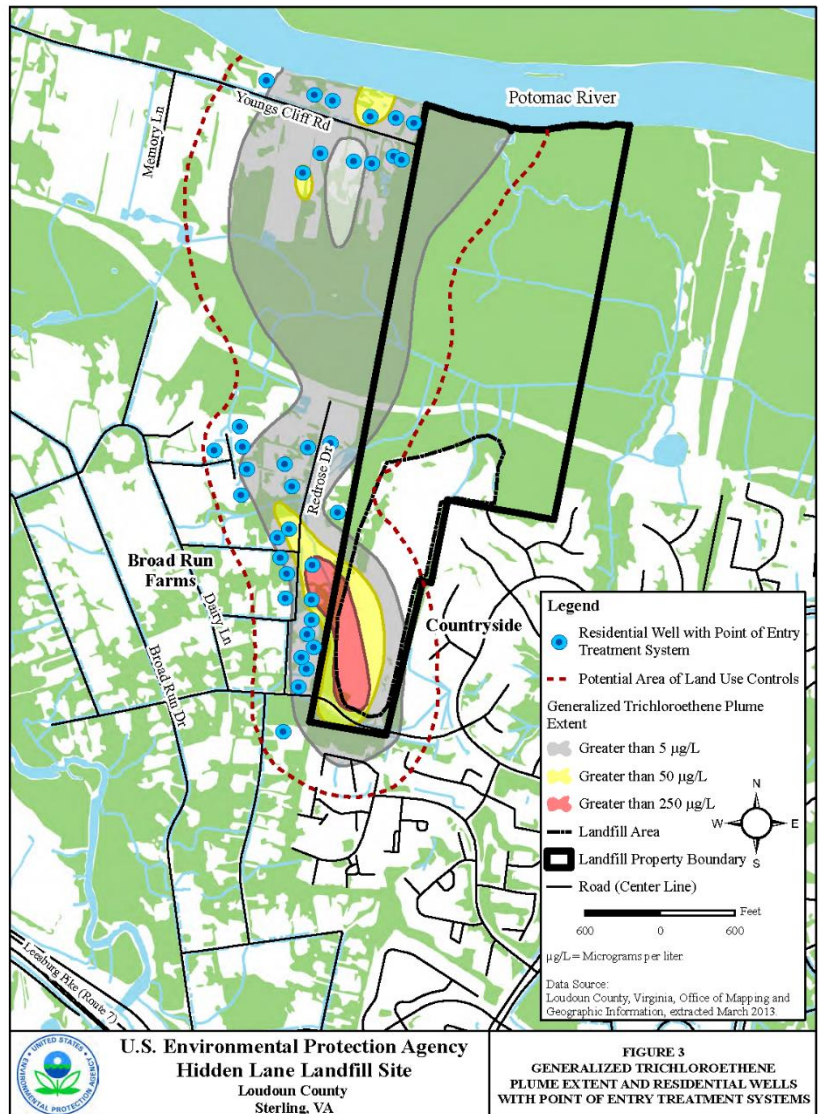 Potomac River
Youngs Cliff Rd
Memory Ln
Redrose Dr
Broad Run
Farms
Dairy Ln
Broad Run Dr
Countryside
Leesburg Pike (Route 7)
Legend
Residential Well with Point of Entry
Treatment System
Potential Area of Land Use Controls
Generalized Trichloroethene Plume
Extent
Greater than 5 µg/L
Greater than 50 µg/L
Greater than 250 µg/L
Landfill Area
Landfill Property Boundary
Road (Center Line)
N
W
E
S
600 0 600 Feet
µg/L = Micrograms per liter.
Data Source:
Loudoun County, Virginia, Office of Mapping and
Geographic Information, extracted March 2013.
UNITED STATES
ENVIRONMENTAL PROTECTION AGENCY
U.S. Environmental Protection Agency
Hidden Lane Landfill Site
Loudoun County
Sterling, VA
FIGURE 3
GENERALIZED TRICHLOROETHENE
PLUME EXTENT AND RESIDENTIAL WELLS
WITH POINT OF ENTRY TREATMENT SYSTEMS